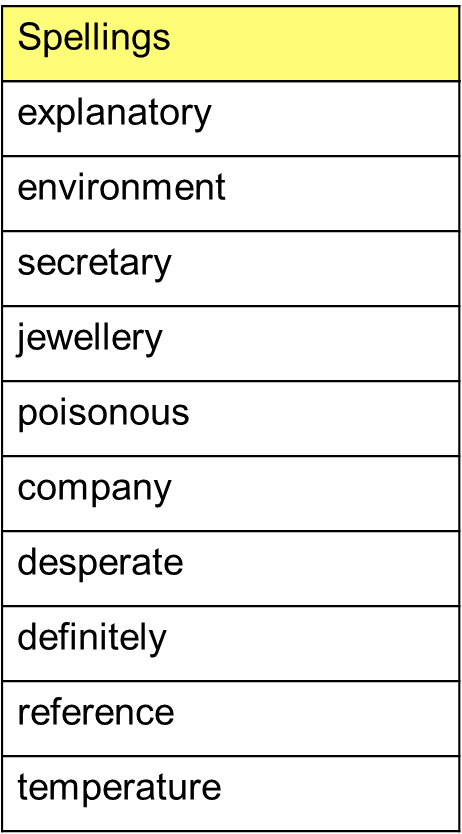 Spellings
explanatory
environment
secretary
jewellery
poisonous
company
desperate
definitely
reference
temperature